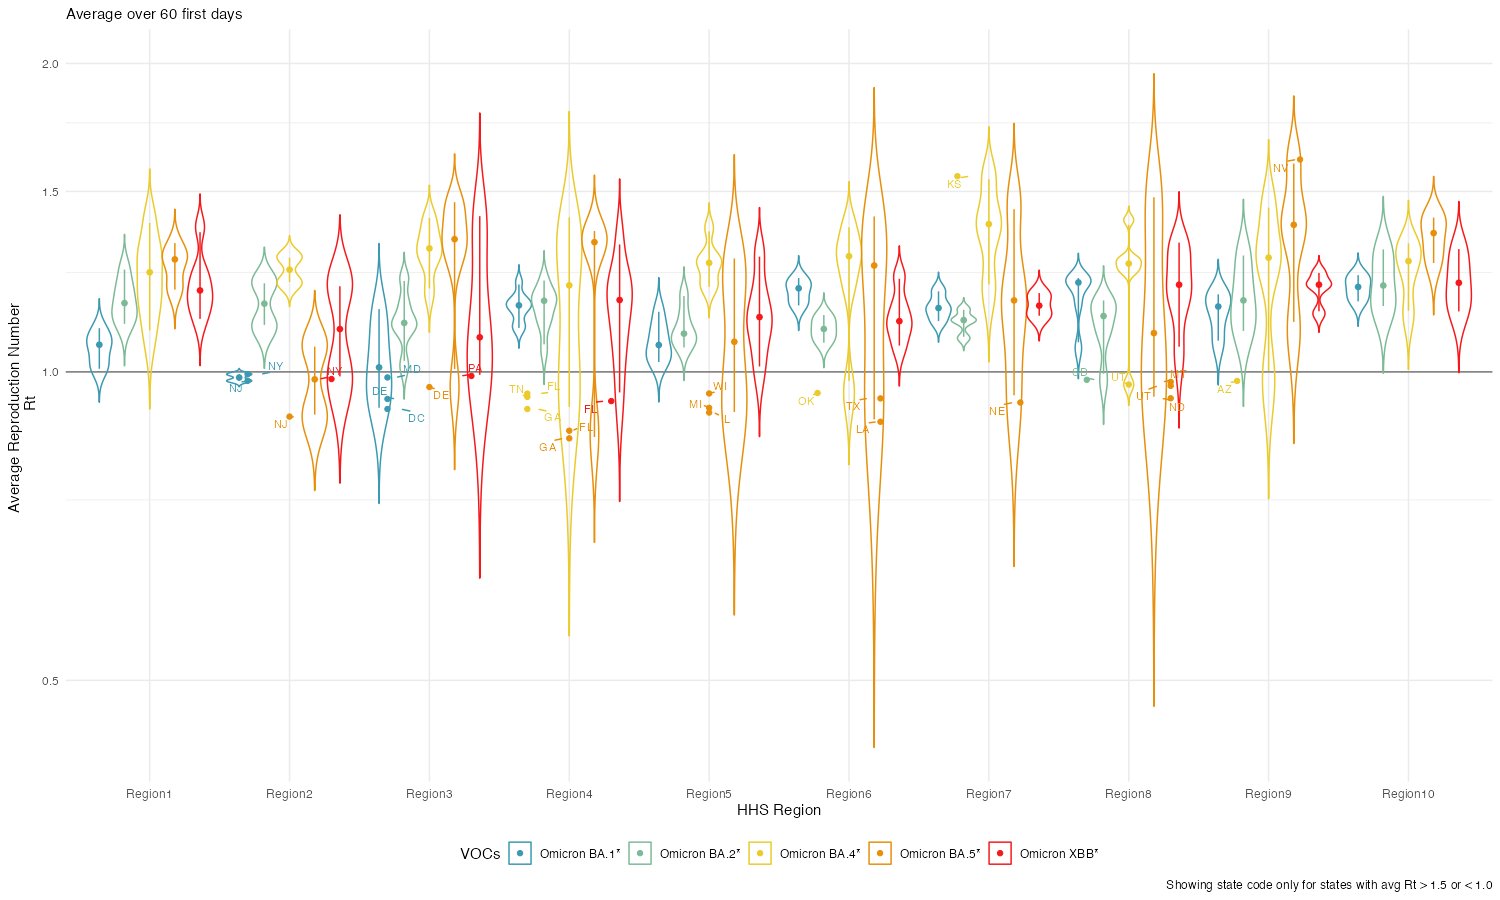 Average over 60 first days
Average Reproduction Number
Rt
2.0
1.5
1.0
0.5
NY
NJ
NJ
NY
MD
DE
DC
DE
PA
TN
FL
GA
FL
GA
FL
WI
MI
L
OK
TX
LA
KS
NE
UT
UT
ND
AZ
NV
Region1 Region2 Region3 Region4 Region5 Region6 Region7 Region8 Region9 Region10
HHS Region
VOCs Omicron BA.1* Omicron BA.2* Omicron BA.4* Omicron BA.5* Omicron XBB*
Showing state code only for states with avg Rt > 1.5 or < 1.0